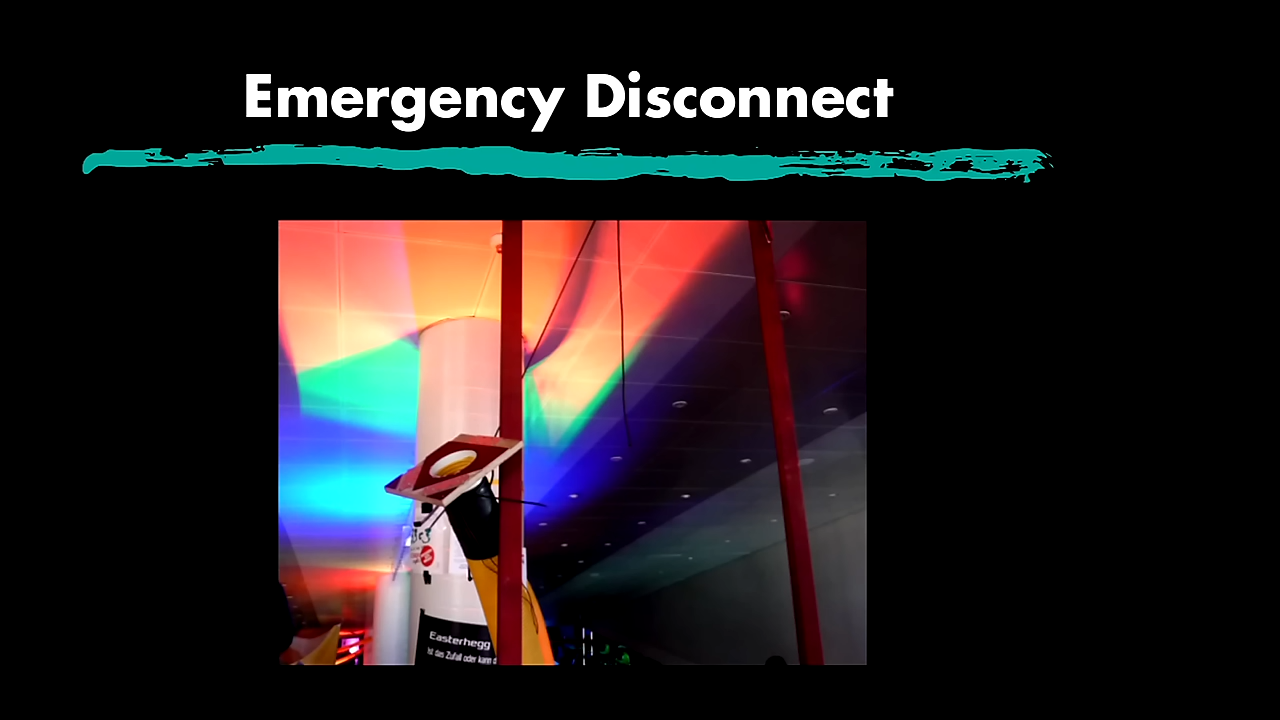 Emergency Disconnect
Easterhegg
Ist das Zufall oder kann d